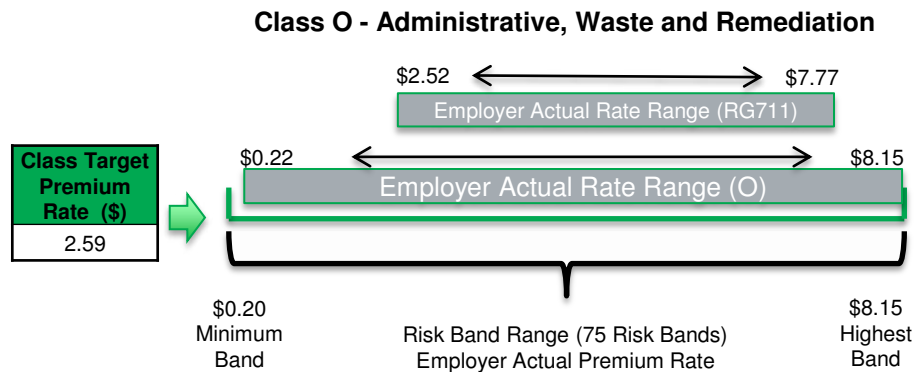 Class O - Administrative, Waste and Remediation
$2.52 $7.77
Employer Actual Rate Range (RG711)
$0.22 $8.15
Employer Actual Rate Range (O)
Class Target
Premium
Rate ($)
2.59
$0.20
Minimum
Band
Risk Band Range (75 Risk Bands)
Employer Actual Premium Rate
$8.15
Highest
Band